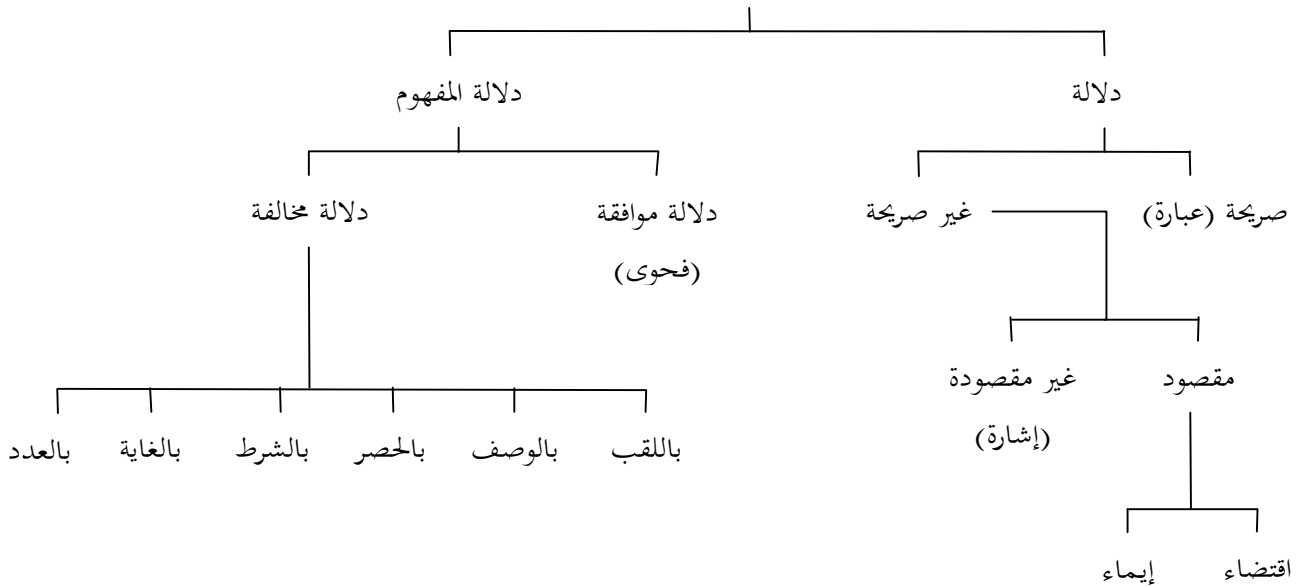 دلالة
دلالة المفهوم
صريحة (عبارة)
غير صريحة
دلالة موافقة
(فحوى)
دلالة مخالفة
مقصود
غير مقصودة
(إشارة)
باللقب
بالوصف
بالحصر
بالشرط
بالغاية
بالعدد
اقتضاء
إيماء